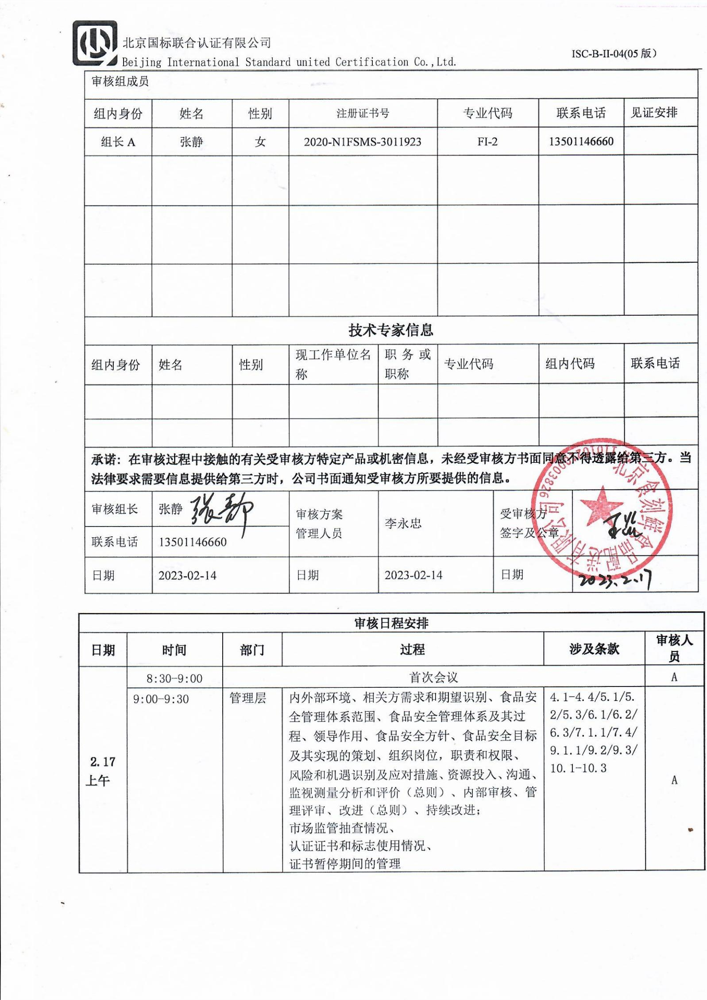 北京国标联合认证有限公司
ISC-B-II-04(05 版)
Beijing International Standard united Certification Co.,Ltd.
审核组成员
组内身份 姓名 性别 注册证书号 专业代码 联系电话 见证安排
组长 A 张静 女 2020-N1FSMS-3011923 FI-2 13501146660
技术专家信息
组内身份 姓名 性别 现工作单位名称 职务或职称 专业代码 组内代码 联系电话
承诺：在审核过程中接触的有关受审核方特定产品或机密信息，未经受审核方书面同意不得透露给第三方。当
法律要求需要信息提供给第三方时，公司书面通知受审核方所要提供的信息。
审核组长 张静 张静 审核方案管理人员 李永忠 受审核方签字及公章
联系电话 13501146660
日期 2023-02-14 日期 2023-02-14 日期 2023.2.17
北京食刻鲜食品配送有限公司
审核日程安排
日期 时间 部门 过程 涉及条款 审核人员
2.17
上午
8:30-9:00 首次会议 A
9:00-9:30 管理层
内外部环境、相关方需求和期望识别、食品安
全管理体系范围、食品安全管理体系及其过
程、领导作用、食品安全方针、食品安全目标
及其实现的策划、组织岗位，职责和权限、
风险和机遇识别及应对措施、资源投入、沟通、
监视测量分析和评价（总则）、内部审核、管
理评审、改进（总则）、持续改进；
市场监管抽查情况、
认证证书和标志使用情况、
证书暂停期间的管理
4.1-4.4/5.1/5.
2/5.3/6.1/6.2/
6.3/7.1.1/7.4/
9.1.1/9.2/9.3/
10.1-10.3
A